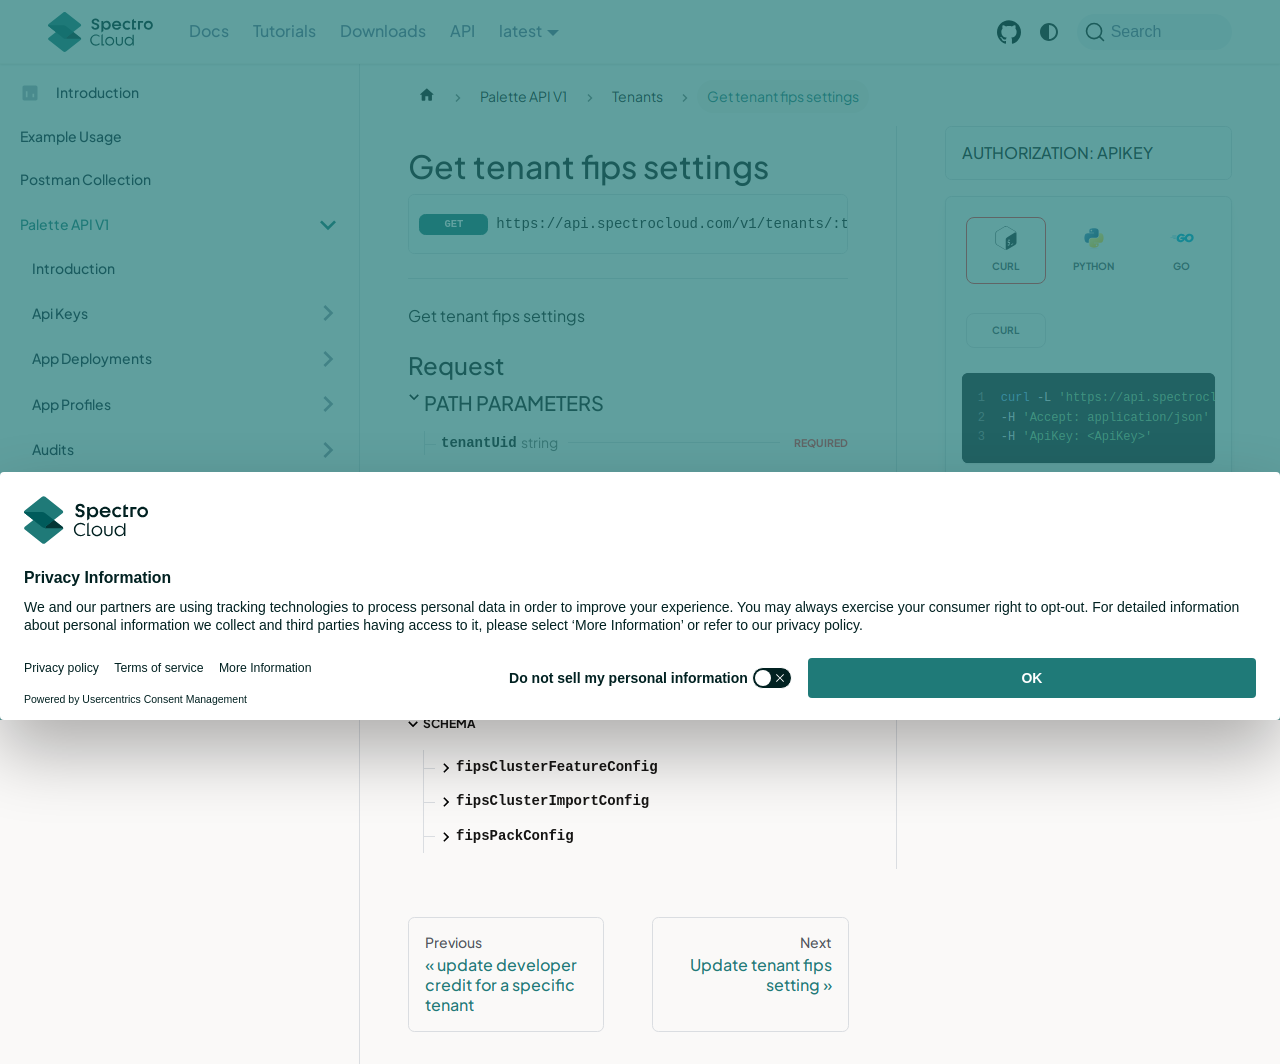 Spectro Cloud
Docs
Tutorials
Downloads
API
latest
Search
Introduction
Example Usage
Postman Collection
Palette API V1
Introduction
Api Keys
App Deployments
App Profiles
Audits
Palette API V1
Tenants
Get tenant fips settings
Get tenant fips settings
GET https://api.spectrocloud.com/v1/tenants/:t
Get tenant fips settings
Request
PATH PARAMETERS
tenantUid string REQUIRED
AUTHORIZATION: APIKEY
CURL
PYTHON
GO
CURL
1 curl -L 'https://api.spectrocl
2 -H 'Accept: application/json'
3 -H 'ApiKey: <ApiKey>'
Spectro Cloud
Privacy Information
We and our partners are using tracking technologies to process personal data in order to improve your experience. You may always exercise your consumer right to opt-out. For detailed information
about personal information we collect and third parties having access to it, please select ‘More Information’ or refer to our privacy policy.
Privacy policy
Terms of service
More Information
Powered by Usercentrics Consent Management
Do not sell my personal information
OK
SCHEMA
fipsClusterFeatureConfig
fipsClusterImportConfig
fipsPackConfig
Previous
« update developer
credit for a specific
tenant
Next
Update tenant fips
setting »